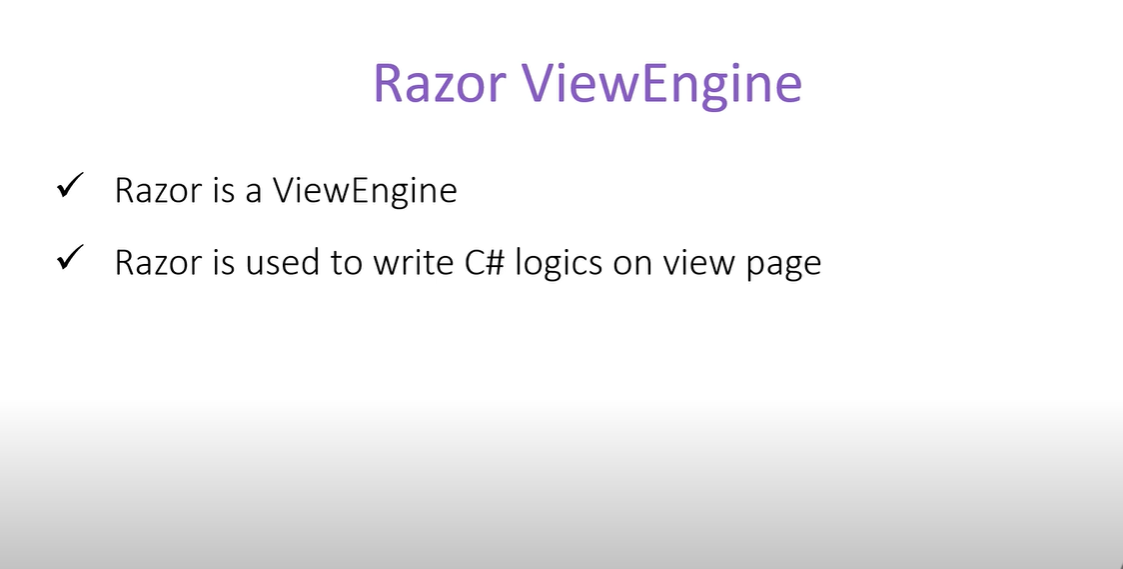 Razor ViewEngine
✓ Razor is a ViewEngine
✓ Razor is used to write C# logics on view page